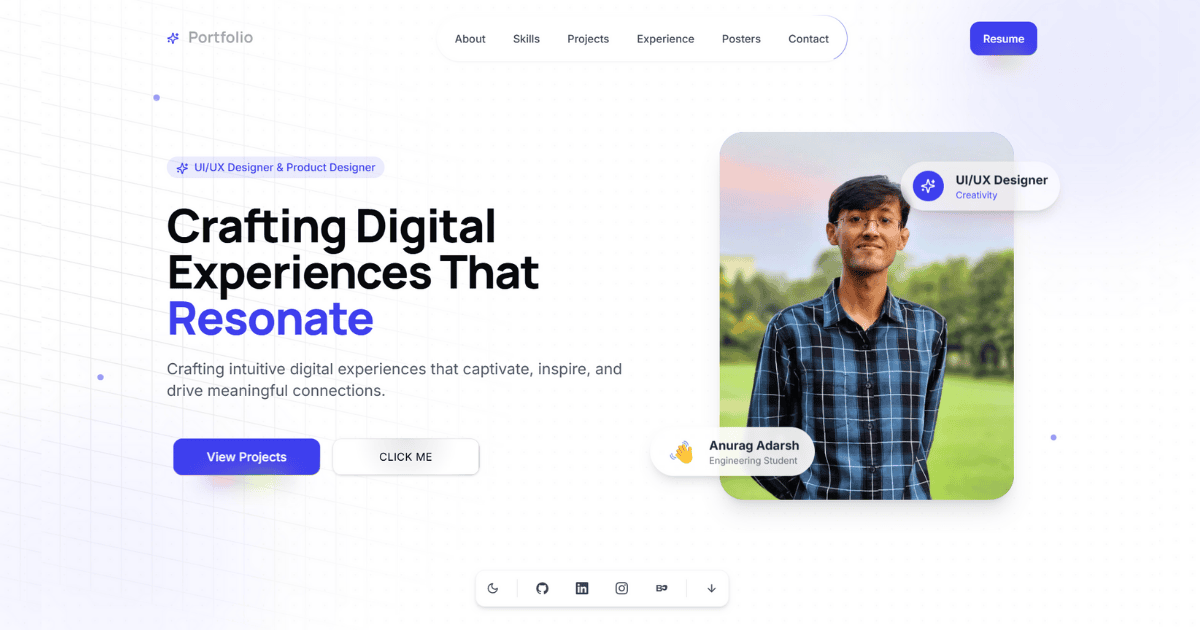 Portfolio
About
Skills
Projects
Experience
Posters
Contact
Resume
UI/UX Designer & Product Designer
Crafting Digital
Experiences That
Resonate
Crafting intuitive digital experiences that captivate, inspire, and
drive meaningful connections.
View Projects
CLICK ME
UI/UX Designer
Creativity
Anurag Adarsh
Engineering Student